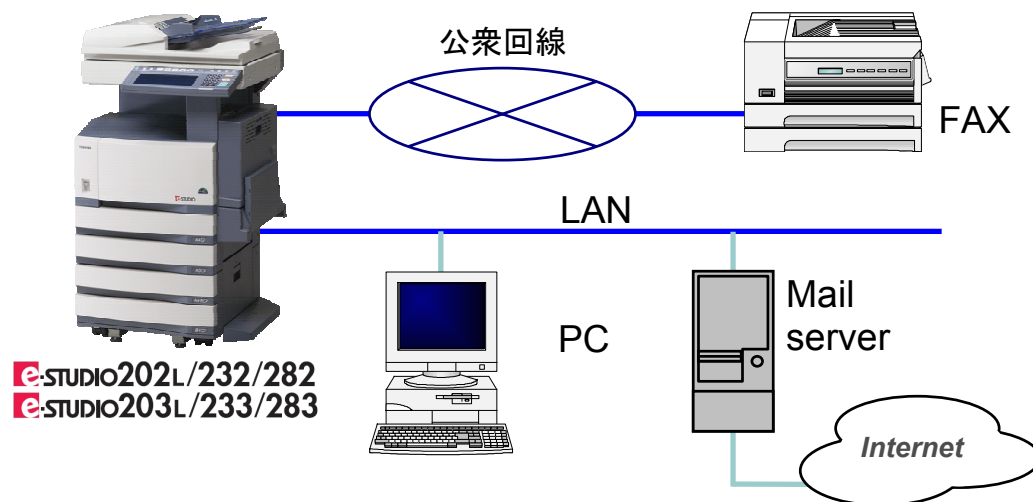 公衆回線
FAX
LAN
PC
Mail
server
Internet
e-STUDIO202L/232/282
e-STUDIO203L/233/283